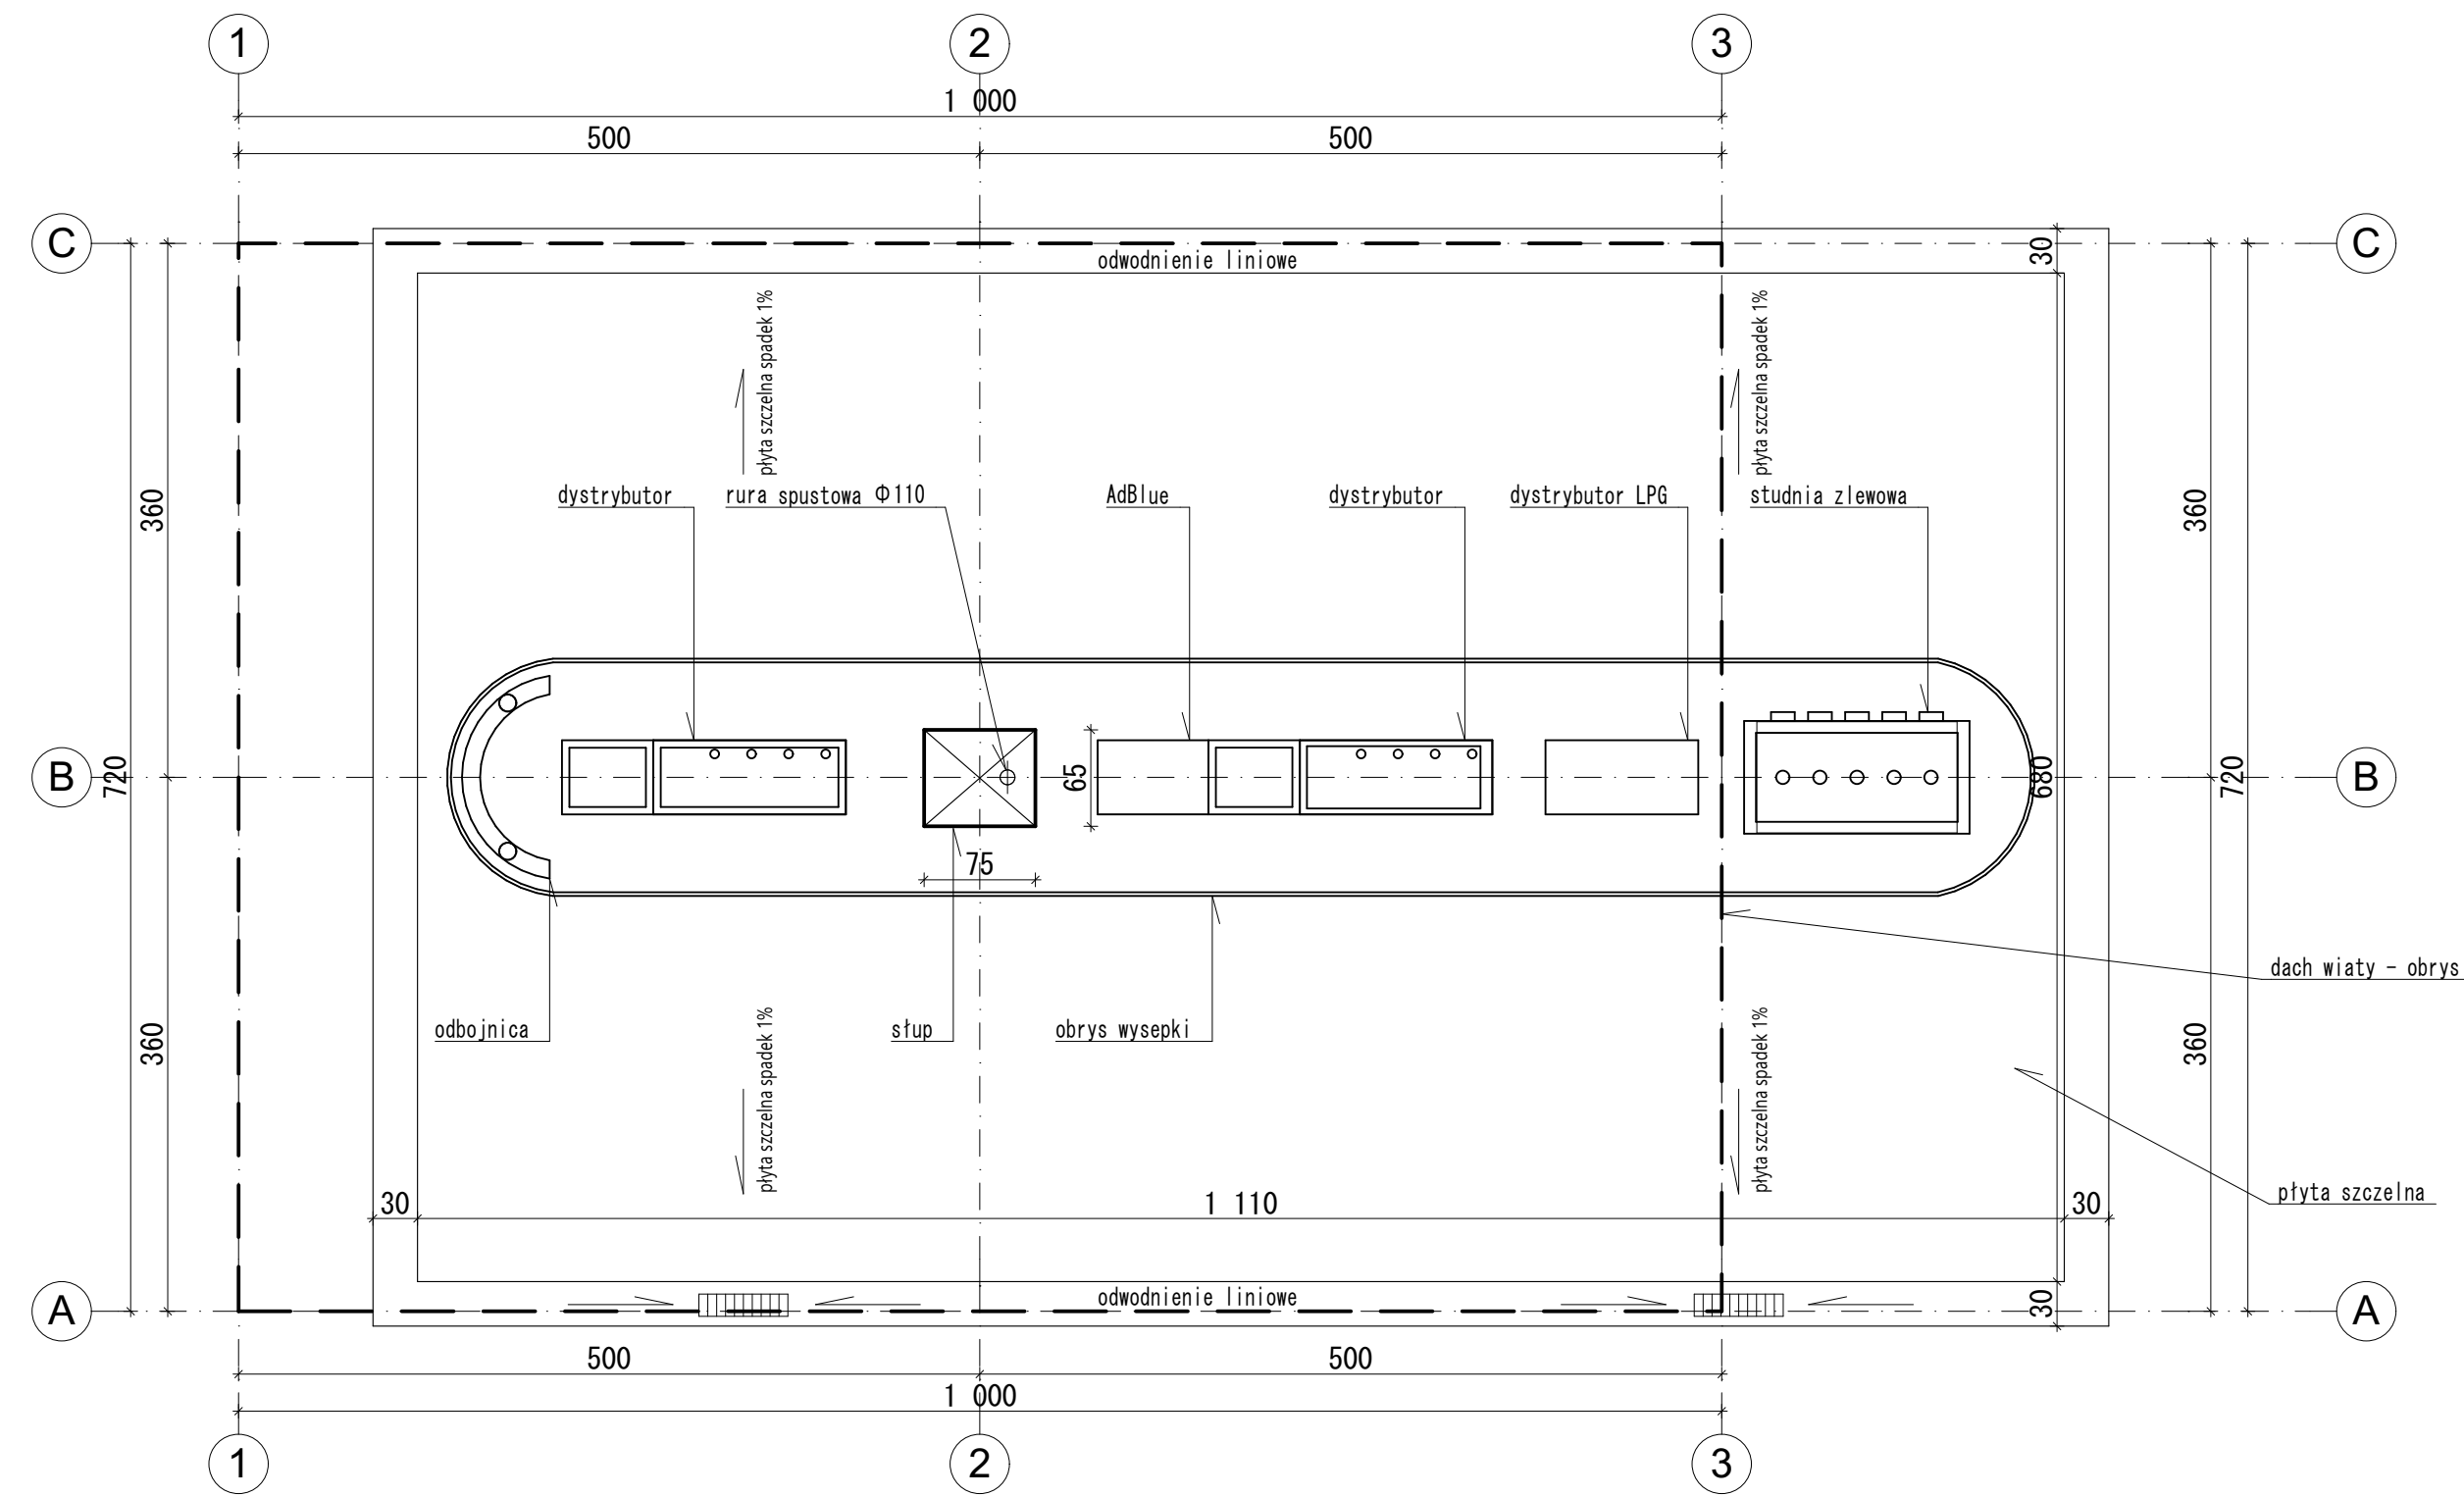 1
2
3
1 000
500
500
C
C
odwodnienie liniowe
30
płyta szczelna spadek 1%
płyta szczelna spadek 1%
360
360
dystrybutor
rura spustowa Φ110
AdBlue
dystrybutor
dystrybutor LPG
studnia zlewowa
B
720
65
680
720
B
75
dach wiaty – obrys
odbojnica
słup
obrys wysepki
360
360
płyta szczelna spadek 1%
płyta szczelna spadek 1%
płyta szczelna
30
1 110
30
A
odwodnienie liniowe
30
A
500
500
1 000
1
2
3